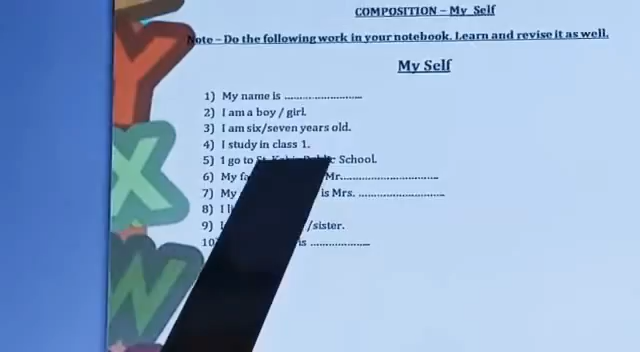 COMPOSITION – My Self
Note – Do the following work in your notebook. Learn and revise it as well.
My Self
1) My name is ........................
2) I am a boy / girl.
3) I am six/seven years old.
4) I study in class 1.
5) I go to School.
6) My Mr..............................
7) My is Mrs. ...........................
8) I
9) /sister.
10) is ..................
Y
X
W